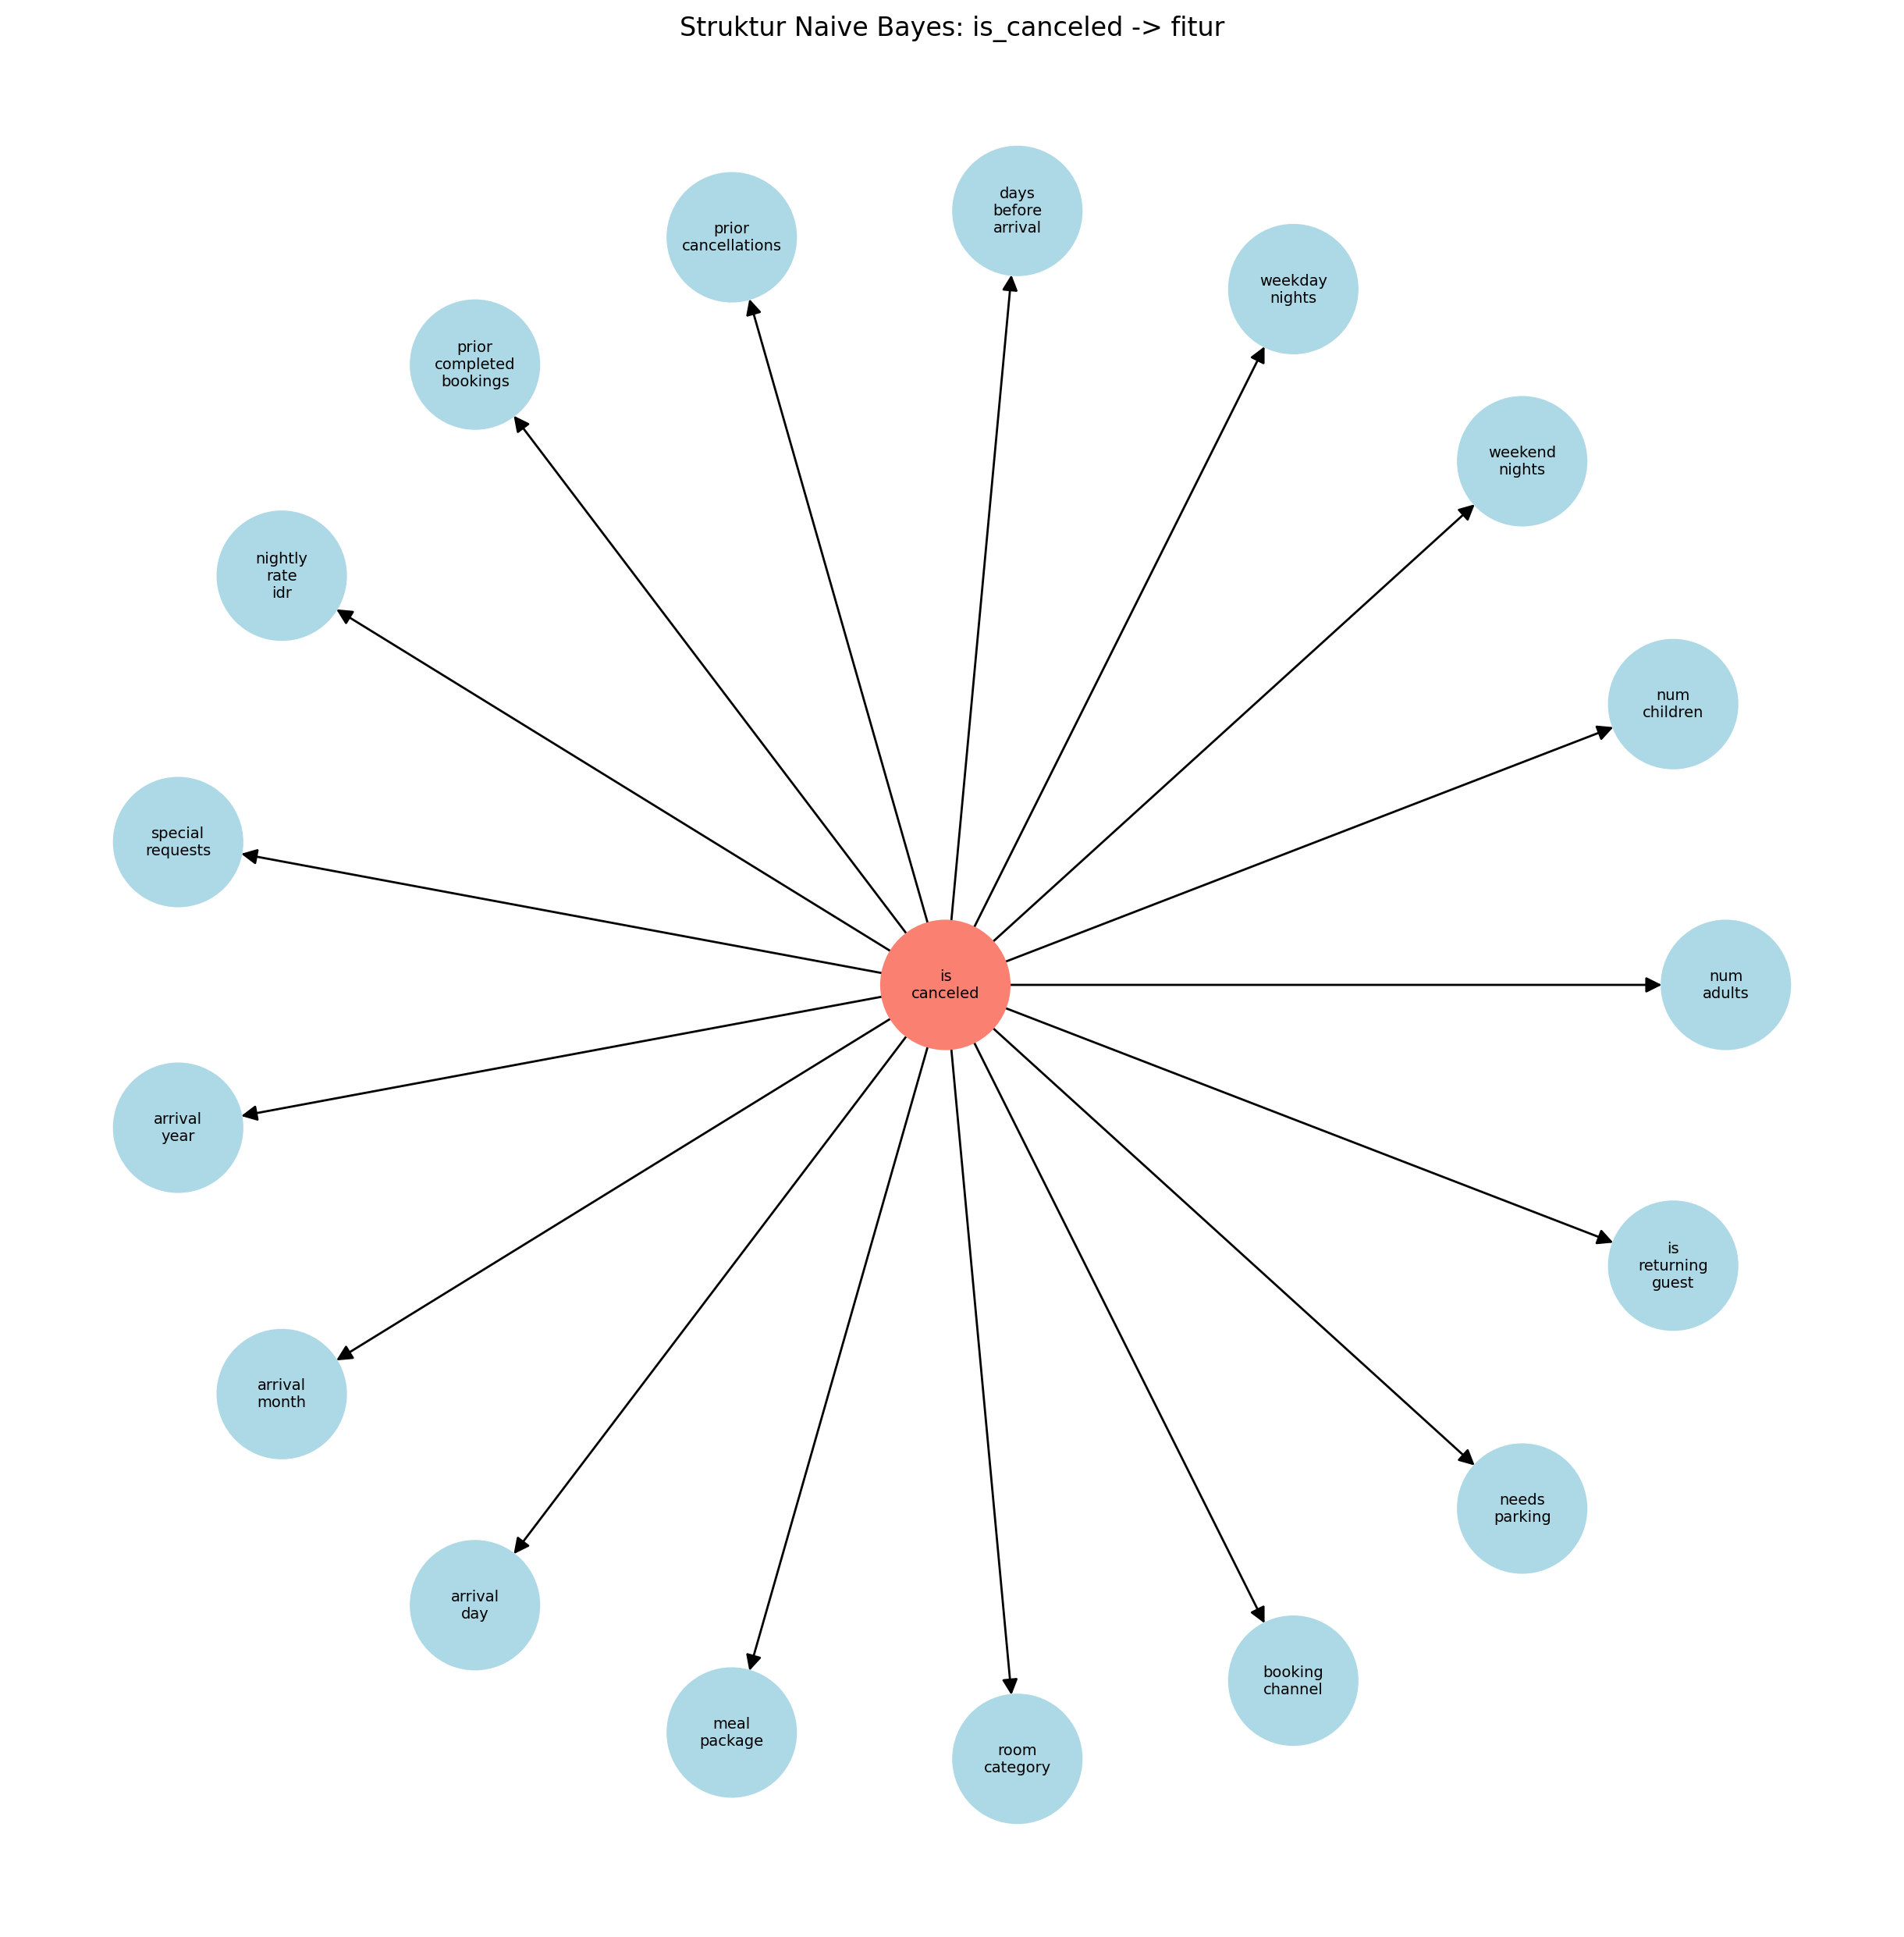 Struktur Naive Bayes: is_canceled -> fitur
days
before
arrival
prior
cancellations
weekday
nights
prior
completed
bookings
weekend
nights
nightly
rate
idr
num
children
special
requests
is
canceled
num
adults
arrival
year
is
returning
guest
arrival
month
needs
parking
arrival
day
booking
channel
meal
package
room
category